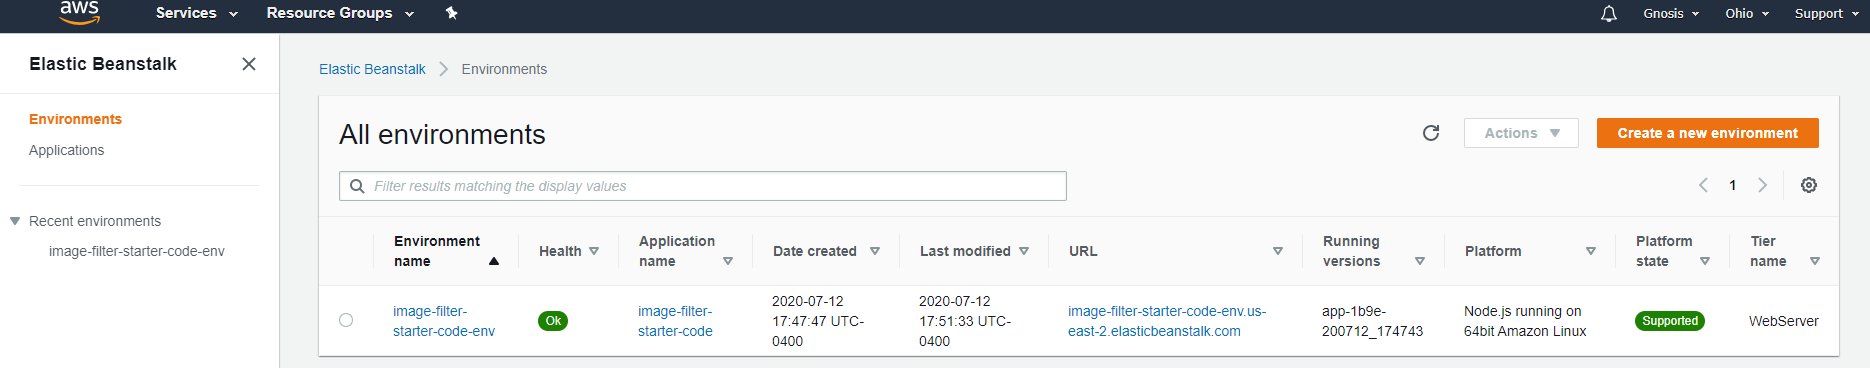 aws Services Resource Groups Gnosis Ohio Support
Elastic Beanstalk
Environments
Applications
Recent environments
image-filter-starter-code-env
Elastic Beanstalk Environments
All environments
Actions Create a new environment
Filter results matching the display values
1
Environment name
Health
Application name
Date created
Last modified
URL
Running versions
Platform
Platform state
Tier name
image-filter-
starter-code-env
Ok
image-filter-
starter-code
2020-07-12
17:47:47 UTC-
0400
2020-07-12
17:51:33 UTC-
0400
image-filter-starter-code-env.us-
east-2.elasticbeanstalk.com
app-1b9e-
200712_174743
Node.js running on
64bit Amazon Linux
Supported
WebServer